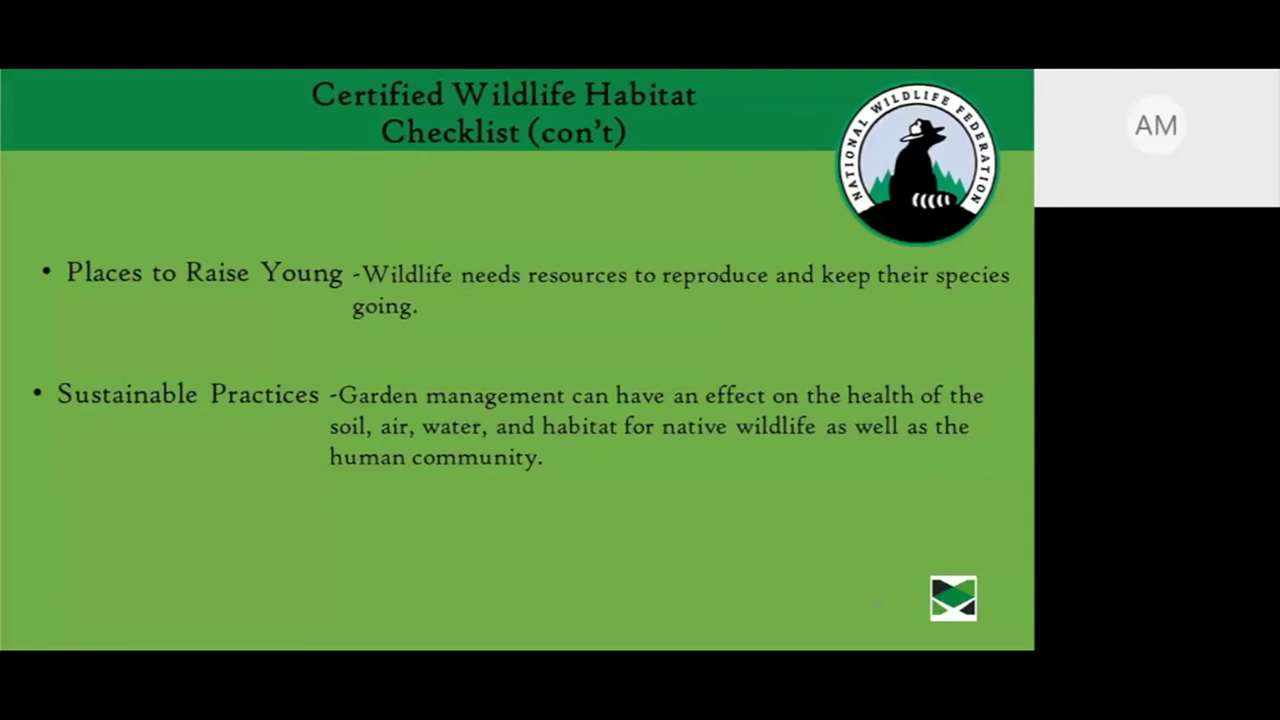 Certified Wildlife Habitat
Checklist (con't)
NATIONAL WILDLIFE FEDERATION
AM
• Places to Raise Young -Wildlife needs resources to reproduce and keep their species
going.
• Sustainable Practices -Garden management can have an effect on the health of the
soil, air, water, and habitat for native wildlife as well as the
human community.